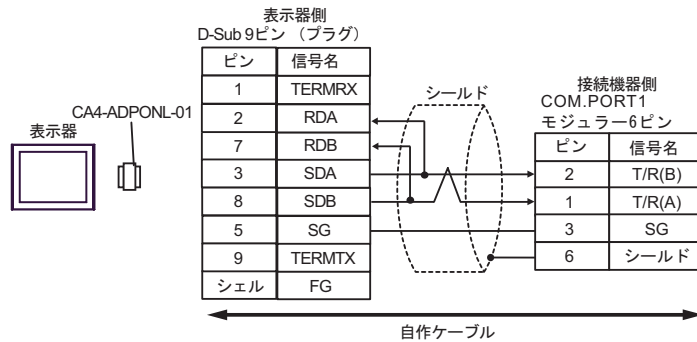 表示器側
D-Sub 9ピン （プラグ）
ピン 信号名
1 TERMRX
2 RDA
7 RDB
3 SDA
8 SDB
5 SG
9 TERMTX
シェル FG
CA4-ADPONL-01
表示器
シールド
接続機器側
COM.PORT1
モジュラー6ピン
ピン 信号名
2 T/R(B)
1 T/R(A)
3 SG
6 シールド
自作ケーブル